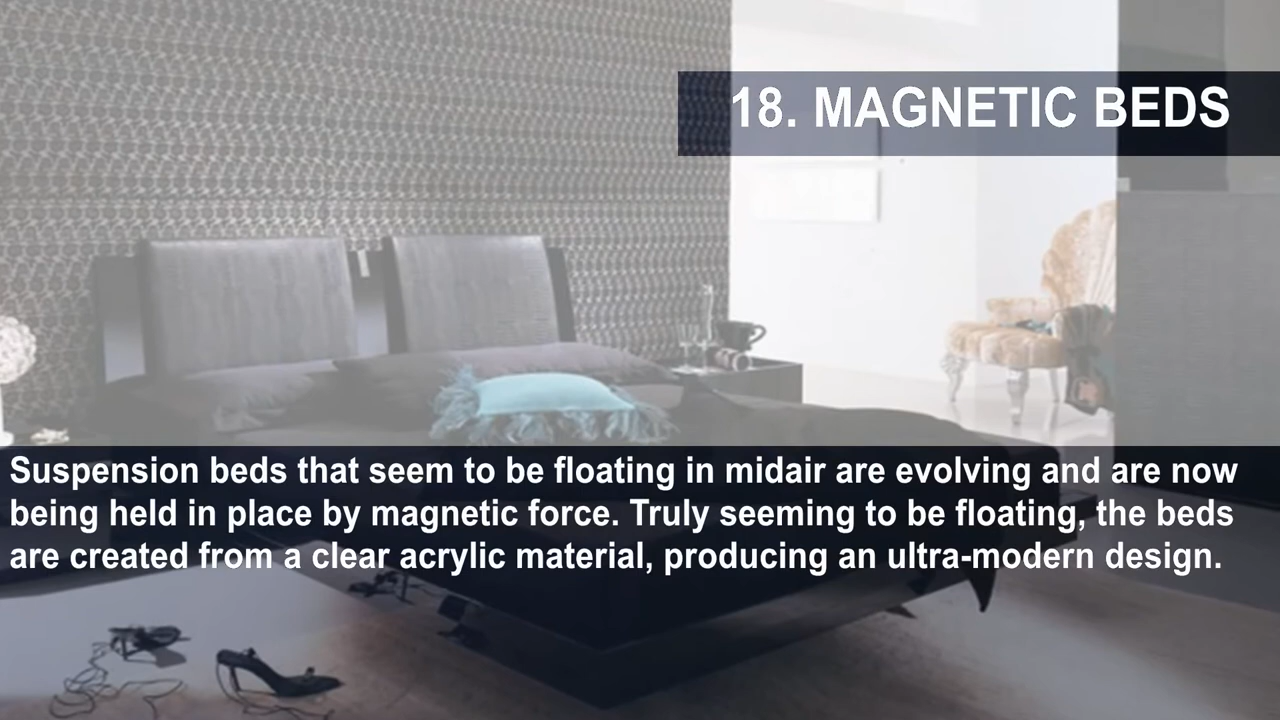 18. MAGNETIC BEDS
Suspension beds that seem to be floating in midair are evolving and are now
being held in place by magnetic force. Truly seeming to be floating, the beds
are created from a clear acrylic material, producing an ultra-modern design.